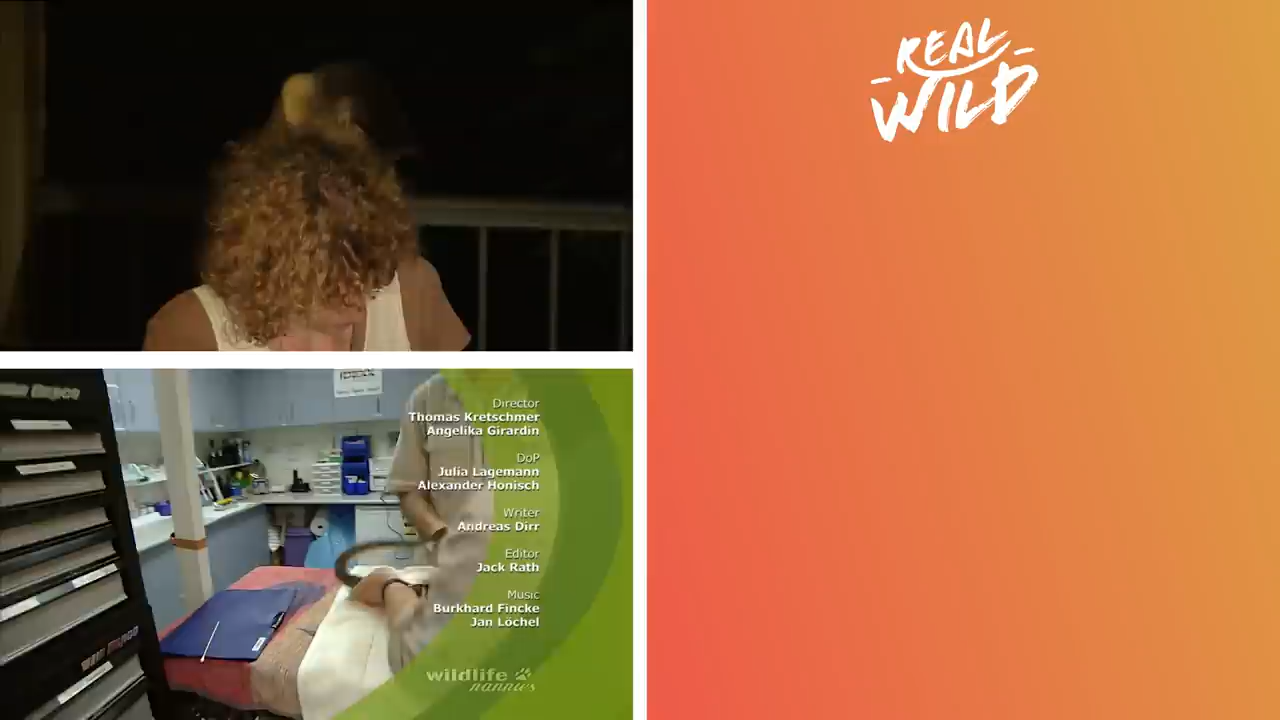 REAL
WILD
Director
Thomas Kretschmer
Angelika Girardin
DoP
Julia Lagemann
Alexander Honisch
Writer
Andreas Dirr
Editor
Jack Rath
Music
Burkhard Fincke
Jan Löchel
wildlife
nannies